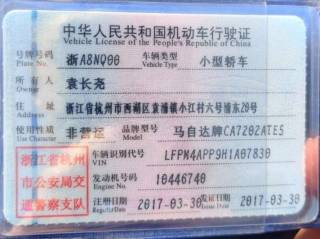 中华人民共和国机动车行驶证
Vehicle License of the People's Republic of China
号牌号码 浙A8NQ06 车辆类型 小型轿车
Plate No. Vehicle Type
所有人 袁长尧
Owner
住址 浙江省杭州市西湖区袁浦镇小江村六号浦东20号
Address
使用性质 非营运 品牌型号 马自达牌CA7202ATE5
Use Character Model
浙江省杭州
市公安局交
通警察支队
车辆识别代号 LFPM4APP9H1A07830
VIN
发动机号码 10446740
Engine No.
注册日期 2017-03-30 发证日期 2017-03-30
Register Date Issue Date